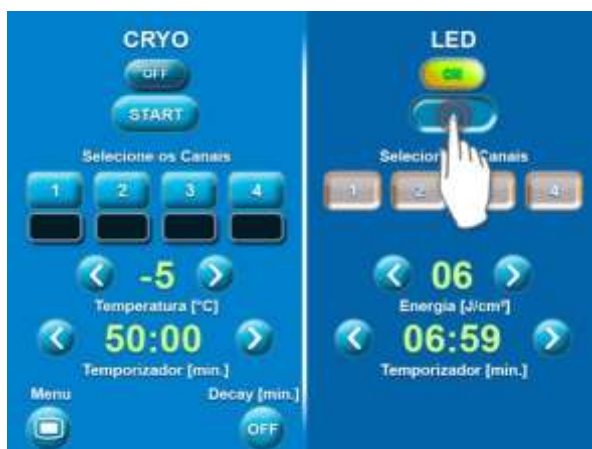 CRYO
OFF
START
Selecione os Canais
1 2 3 4
-5
Temperatura [°C]
50:00
Temporizador [min.]
Menu
Decay [min.]
OFF
LED
ON
Canais
1 2 4
06
Energia [J/cm²]
06:59
Temporizador [min.]